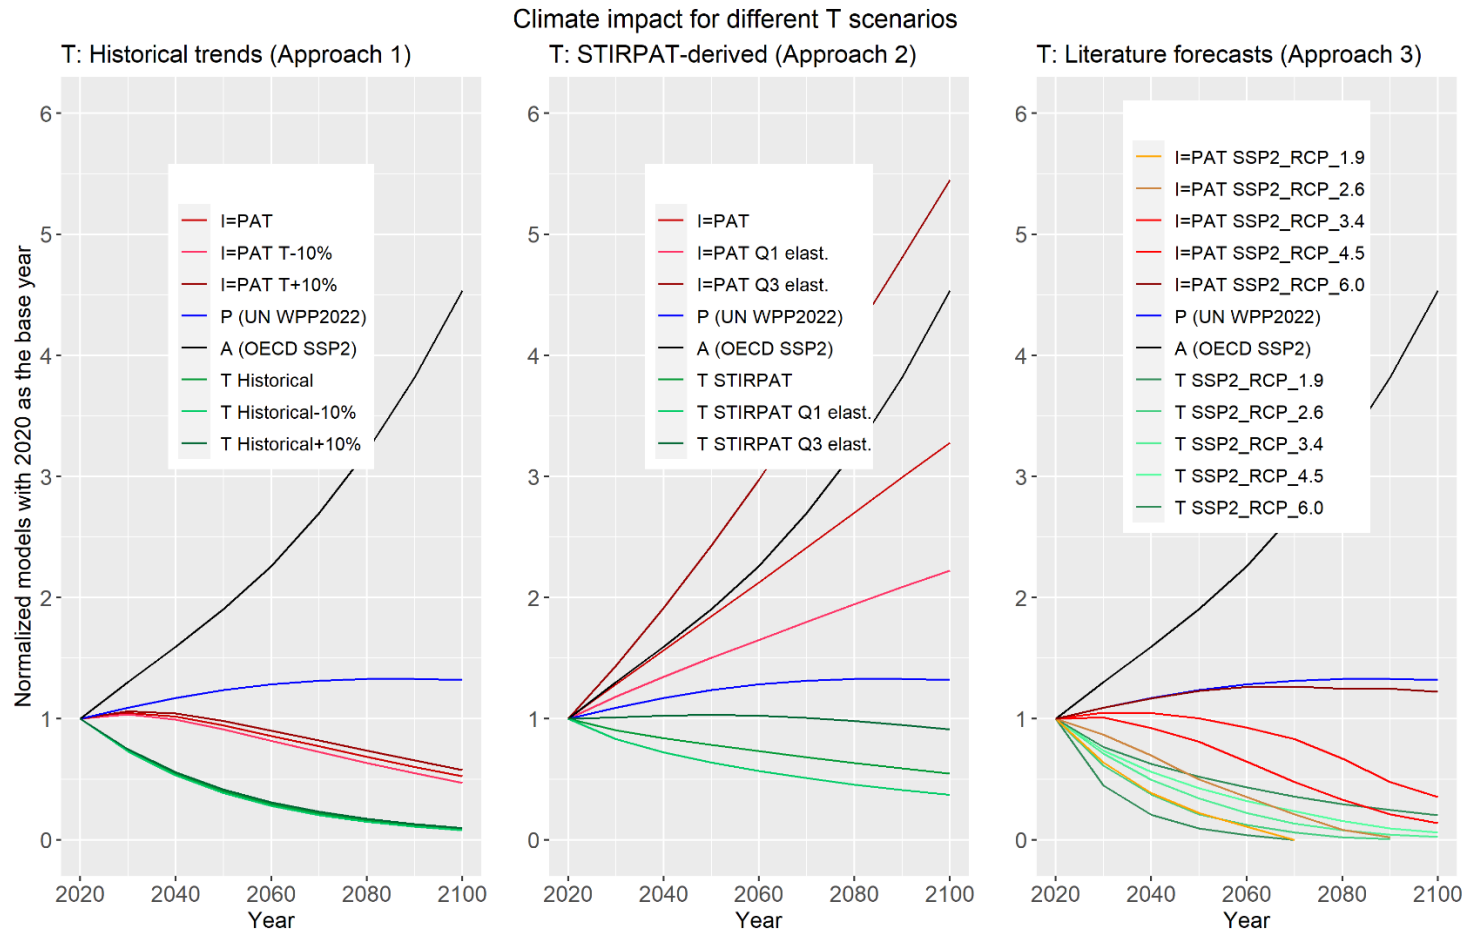 Climate impact for different T scenarios
T: Historical trends (Approach 1)
T: STIRPAT-derived (Approach 2)
T: Literature forecasts (Approach 3)
Normalized models with 2020 as the base year
6
5
4
3
2
1
0
I=PAT
I=PAT T-10%
I=PAT T+10%
P (UN WPP2022)
A (OECD SSP2)
T Historical
T Historical-10%
T Historical+10%
2020 2040 2060 2080 2100
Year
6
5
4
3
2
1
0
I=PAT
I=PAT Q1 elast.
I=PAT Q3 elast.
P (UN WPP2022)
A (OECD SSP2)
T STIRPAT
T STIRPAT Q1 elast.
T STIRPAT Q3 elast.
2020 2040 2060 2080 2100
Year
6
5
4
3
2
1
0
I=PAT SSP2_RCP_1.9
I=PAT SSP2_RCP_2.6
I=PAT SSP2_RCP_3.4
I=PAT SSP2_RCP_4.5
I=PAT SSP2_RCP_6.0
P (UN WPP2022)
A (OECD SSP2)
T SSP2_RCP_1.9
T SSP2_RCP_2.6
T SSP2_RCP_3.4
T SSP2_RCP_4.5
T SSP2_RCP_6.0
2020 2040 2060 2080 2100
Year